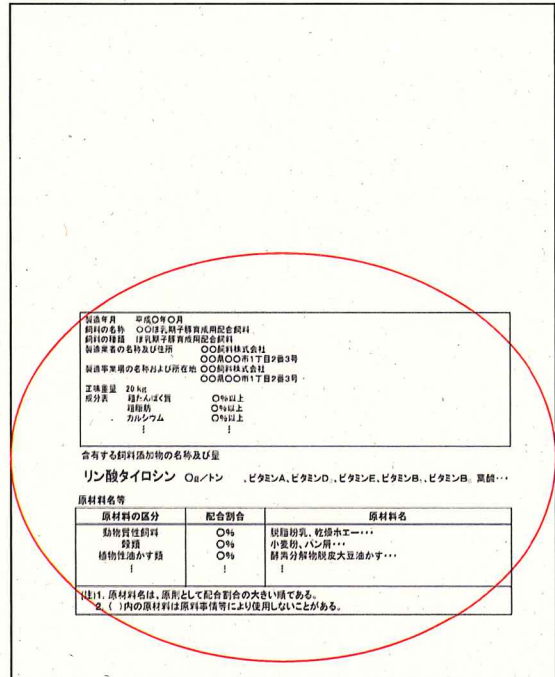 製造年月　平成○年○月
飼料の名称　○○ほ乳期子豚育成用配合飼料
飼料の種類　ほ乳期子豚育成用配合飼料
製造業者の名称及び住所　○○飼料株式会社
○○県○○市1丁目2番3号
製造事業場の名称および所在地　○○飼料株式会社
○○県○○市1丁目2番3号
正味重量　20 kg
成分表　粗たんぱく質　○%以上
粗脂肪　○%以上
カルシウム　○%以上
⋮　⋮
含有する飼料添加物の名称及び量
リン酸タイロシン　○g/トン　、ビタミンA、ビタミンD₃、ビタミンE、ビタミンB₁、ビタミンB₆　葉酸・・・
原材料名等
原材料の区分　配合割合　原材料名
動物質性飼料　○%　脱脂粉乳、乾燥ホエー・・・
穀類　○%　小麦粉、パン屑・・・
植物性油かす類　○%　酵素分解物脱皮大豆油かす・・・
⋮　⋮　⋮
(注)1. 原材料名は、原則として配合割合の大きい順である。
2. ( )内の原材料は原料事情等により使用しないことがある。